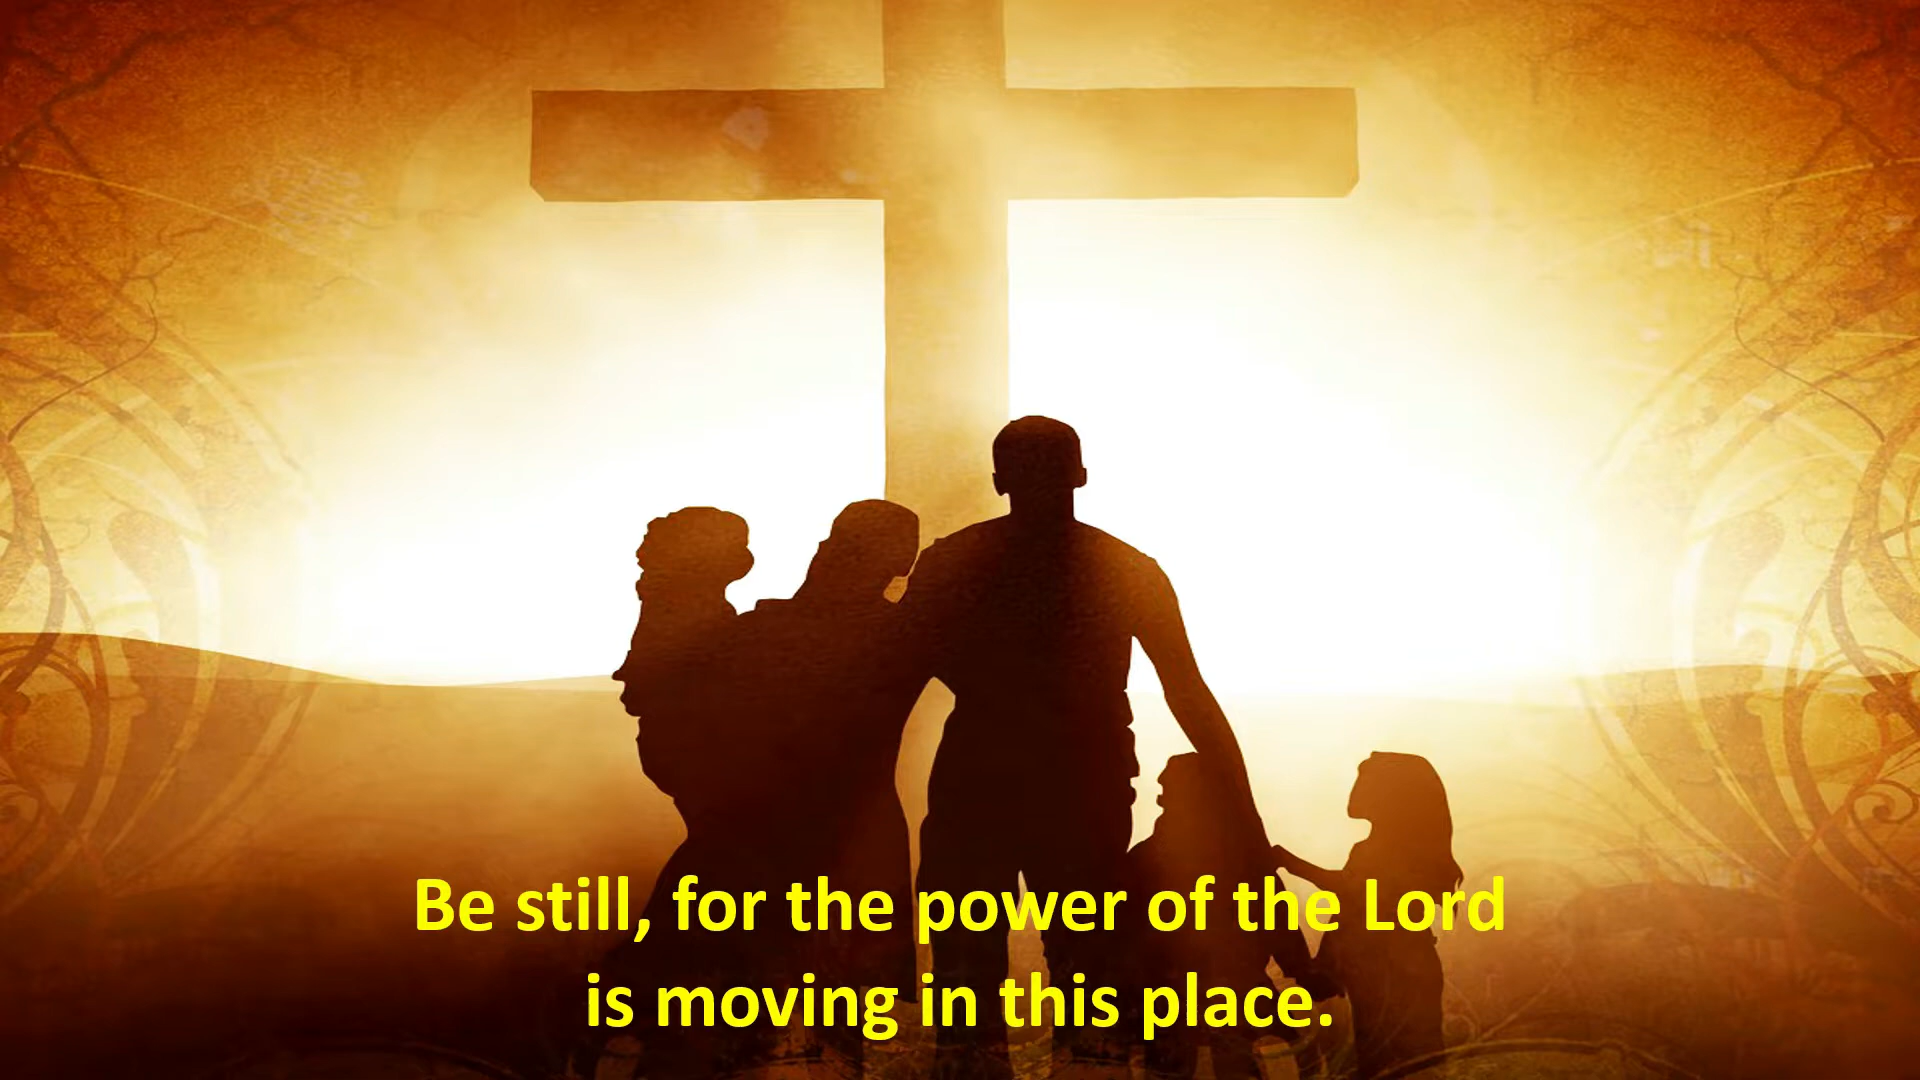 Be still, for the power of the Lord
is moving in this place.